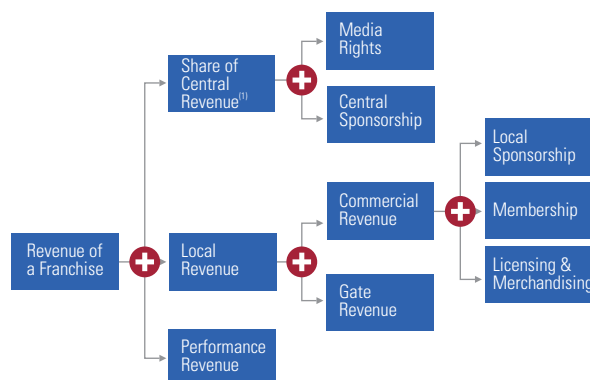 Revenue of
a Franchise
Share of
Central
Revenue(1)
Media
Rights
Central
Sponsorship
Local
Revenue
Commercial
Revenue
Local
Sponsorship
Membership
Licensing &
Merchandising
Gate
Revenue
Performance
Revenue